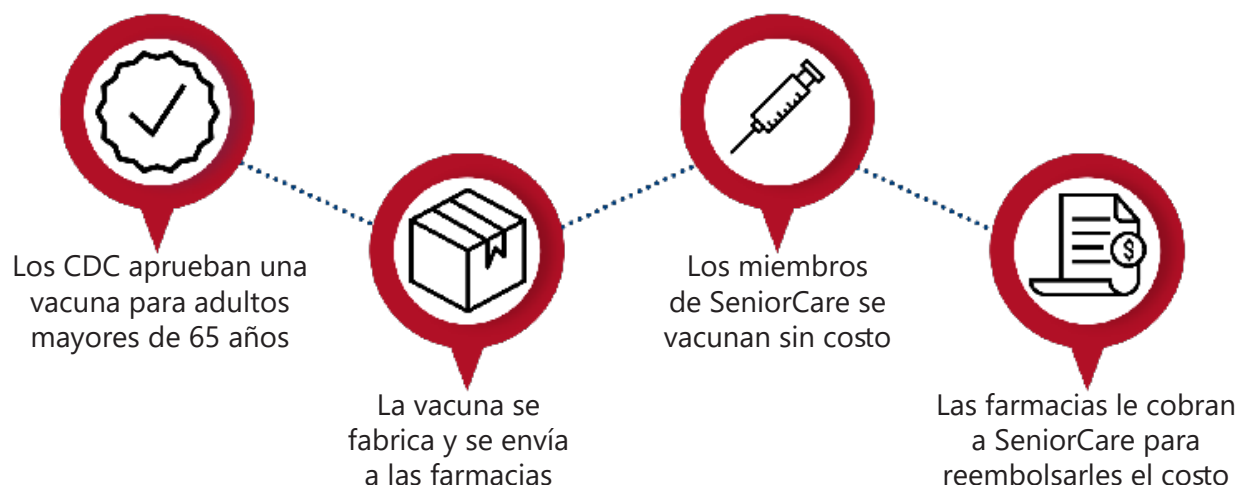 Los CDC aprueban una
vacuna para adultos
mayores de 65 años
La vacuna se
fabrica y se envía
a las farmacias
Los miembros
de SeniorCare se
vacunan sin costo
Las farmacias le cobran
a SeniorCare para
reembolsarles el costo
$